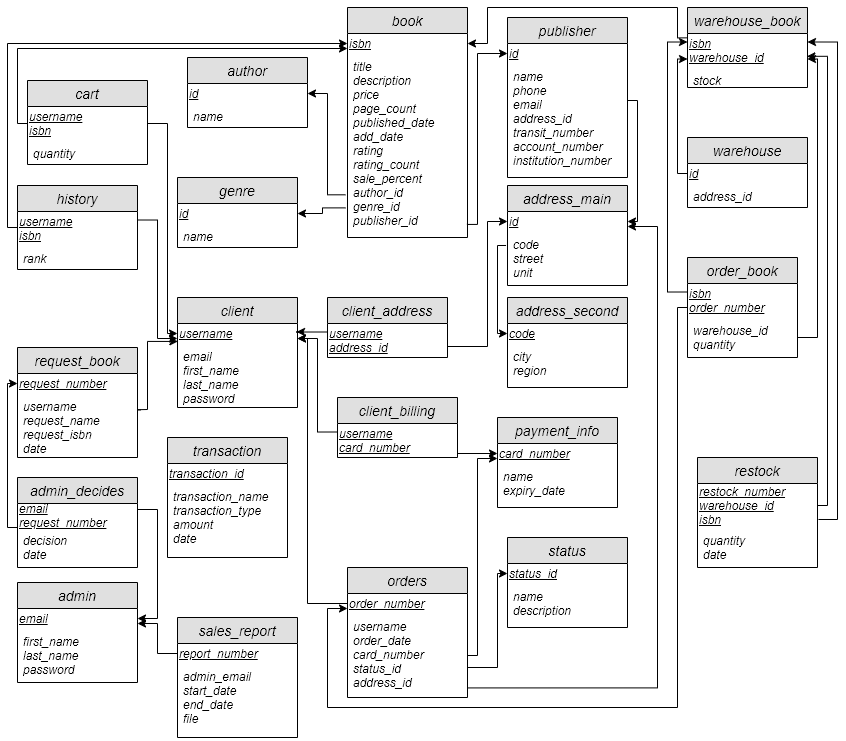 book
isbn
title
description
price
page_count
published_date
add_date
rating
rating_count
sale_percent
author_id
genre_id
publisher_id
publisher
id
name
phone
email
address_id
transit_number
account_number
institution_number
warehouse_book
isbn
warehouse_id
stock
author
id
name
cart
username
isbn
quantity
warehouse
id
address_id
genre
id
name
history
username
isbn
rank
address_main
id
code
street
unit
order_book
isbn
order_number
warehouse_id
quantity
client
username
email
first_name
last_name
password
client_address
username
address_id
address_second
code
city
region
request_book
request_number
username
request_name
request_isbn
date
client_billing
username
card_number
payment_info
card_number
name
expiry_date
transaction
transaction_id
transaction_name
transaction_type
amount
date
restock
restock_number
warehouse_id
isbn
quantity
date
admin_decides
email
request_number
decision
date
status
status_id
name
description
orders
order_number
username
order_date
card_number
status_id
address_id
admin
email
first_name
last_name
password
sales_report
report_number
admin_email
start_date
end_date
file